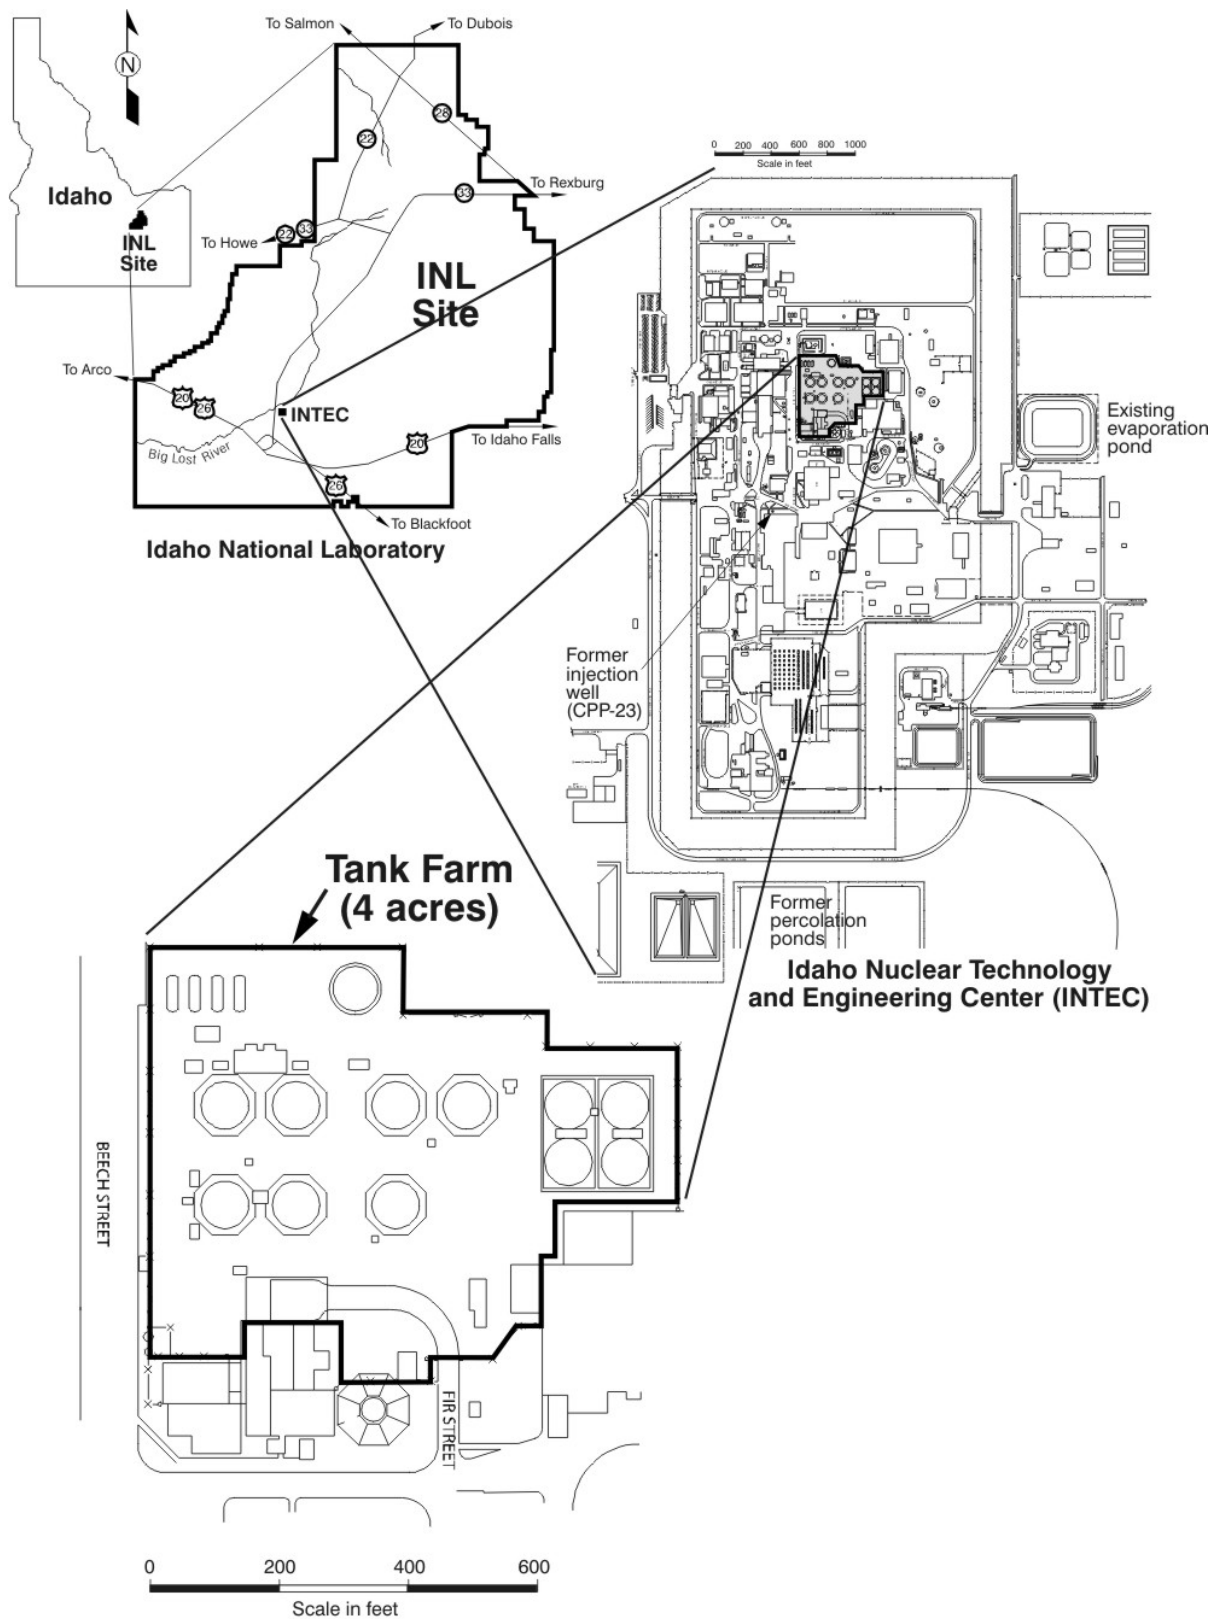 To Salmon
To Dubois
N
28
22
Idaho
INL
Site
To Howe
22
33
33
To Rexburg
INL
Site
To Arco
20
26
INTEC
Big Lost River
20
To Idaho Falls
26
To Blackfoot
Idaho National Laboratory
0 200 400 600 800 1000
Scale in feet
Existing
evaporation
pond
Former
injection
well
(CPP-23)
Former
percolation
ponds
Idaho Nuclear Technology
and Engineering Center (INTEC)
Tank Farm
(4 acres)
BEECH STREET
FIR STREET
0 200 400 600
Scale in feet